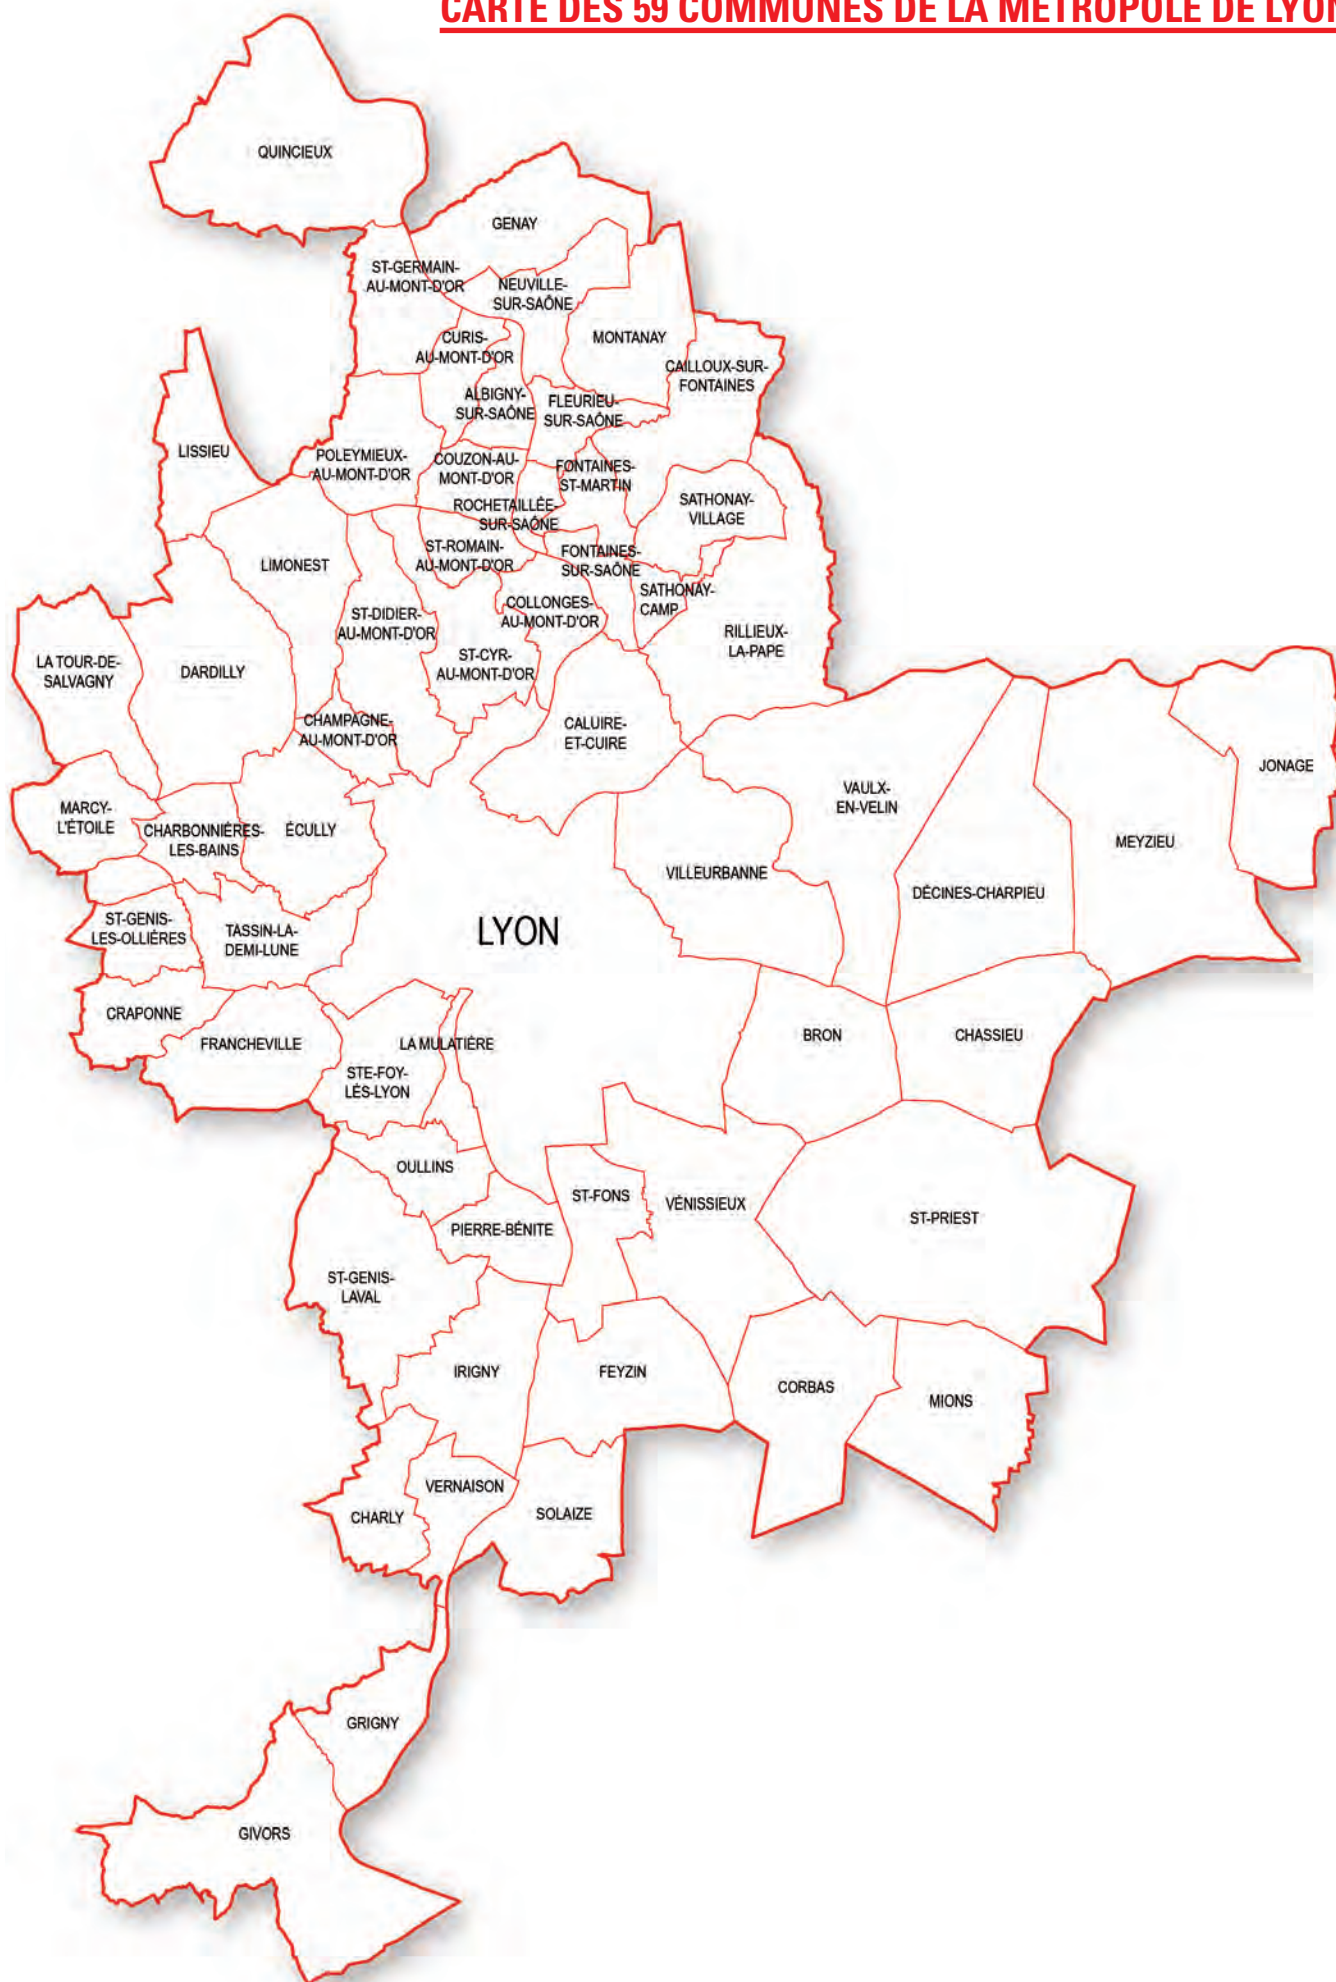 CARTE DES 59 COMMUNES DE LA MÉTROPOLE DE LYON
QUINCIEUX
GENAY
ST-GERMAIN-
AU-MONT-D'OR
NEUVILLE-
SUR-SAÔNE
CURIS-
AU-MONT-D'OR
MONTANAY
CAILLOUX-SUR-
FONTAINES
ALBIGNY-
SUR-SAÔNE
FLEURIEU-
SUR-SAÔNE
LISSIEU
POLEYMIEUX-
AU-MONT-D'OR
COUZON-AU-
MONT-D'OR
FONTAINES-
ST-MARTIN
ROCHETAILLÉE-
SUR-SAÔNE
SATHONAY-
VILLAGE
LIMONEST
ST-ROMAIN-
AU-MONT-D'OR
FONTAINES-
SUR-SAÔNE
SATHONAY-
CAMP
ST-DIDIER-
AU-MONT-D'OR
COLLONGES-
AU-MONT-D'OR
RILLIEUX-
LA-PAPE
LA TOUR-DE-
SALVAGNY
DARDILLY
ST-CYR-
AU-MONT-D'OR
CHAMPAGNE-
AU-MONT-D'OR
CALUIRE-
ET-CUIRE
JONAGE
VAULX-
EN-VELIN
MARCY-
L'ÉTOILE
CHARBONNIÈRES-
LES-BAINS
ÉCULLY
MEYZIEU
VILLEURBANNE
DÉCINES-CHARPIEU
ST-GENIS-
LES-OLLIÈRES
TASSIN-LA-
DEMI-LUNE
LYON
CRAPONNE
FRANCHEVILLE
LA MULATIÈRE
BRON
CHASSIEU
STE-FOY-
LÈS-LYON
OULLINS
ST-FONS
VÉNISSIEUX
ST-PRIEST
PIERRE-BÉNITE
ST-GENIS-
LAVAL
IRIGNY
FEYZIN
CORBAS
MIONS
VERNAISON
CHARLY
SOLAIZE
GRIGNY
GIVORS